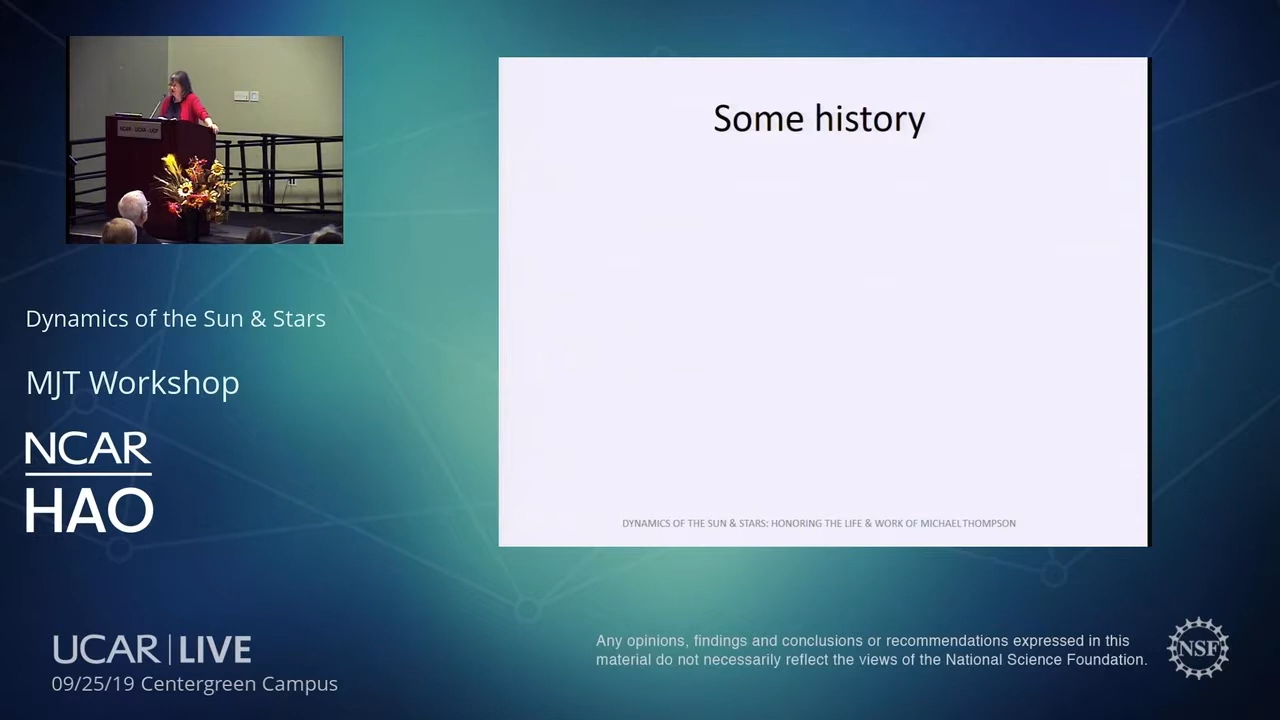 Some history
DYNAMICS OF THE SUN & STARS: HONORING THE LIFE & WORK OF MICHAEL THOMPSON
Dynamics of the Sun & Stars
MJT Workshop
NCAR
HAO
UCAR | LIVE
09/25/19 Centergreen Campus
Any opinions, findings and conclusions or recommendations expressed in this
material do not necessarily reflect the views of the National Science Foundation.
NSF